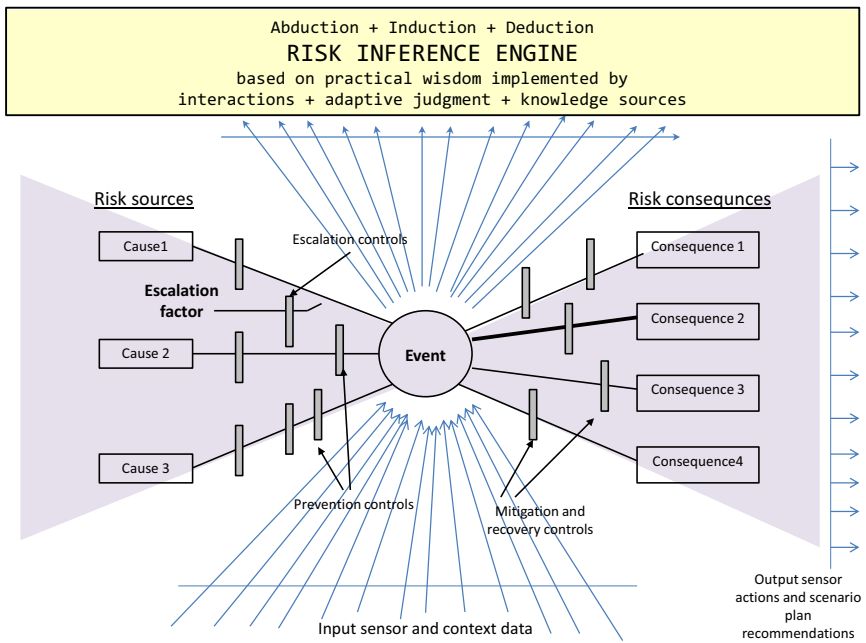 Abduction + Induction + Deduction
RISK INFERENCE ENGINE
based on practical wisdom implemented by
interactions + adaptive judgment + knowledge sources
Risk sources
Risk consequnces
Cause1
Escalation controls
Consequence 1
Escalation
factor
Consequence 2
Cause 2
Event
Consequence 3
Cause 3
Consequence4
Prevention controls
Mitigation and
recovery controls
Input sensor and context data
Output sensor
actions and scenario
plan
recommendations